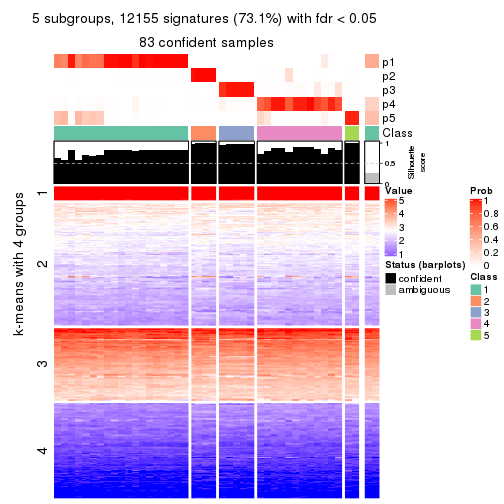 5 subgroups, 12155 signatures (73.1%) with fdr < 0.05
83 confident samples
p1
p2
p3
p4
p5
Class
1
0.5
0
Silhouette
score
k-means with 4 groups
1
2
3
4
Value
5
4
3
2
1
Prob
1
0.8
0.6
0.4
0.2
0
Status (barplots)
confident
ambiguous
Class
1
2
3
4
5